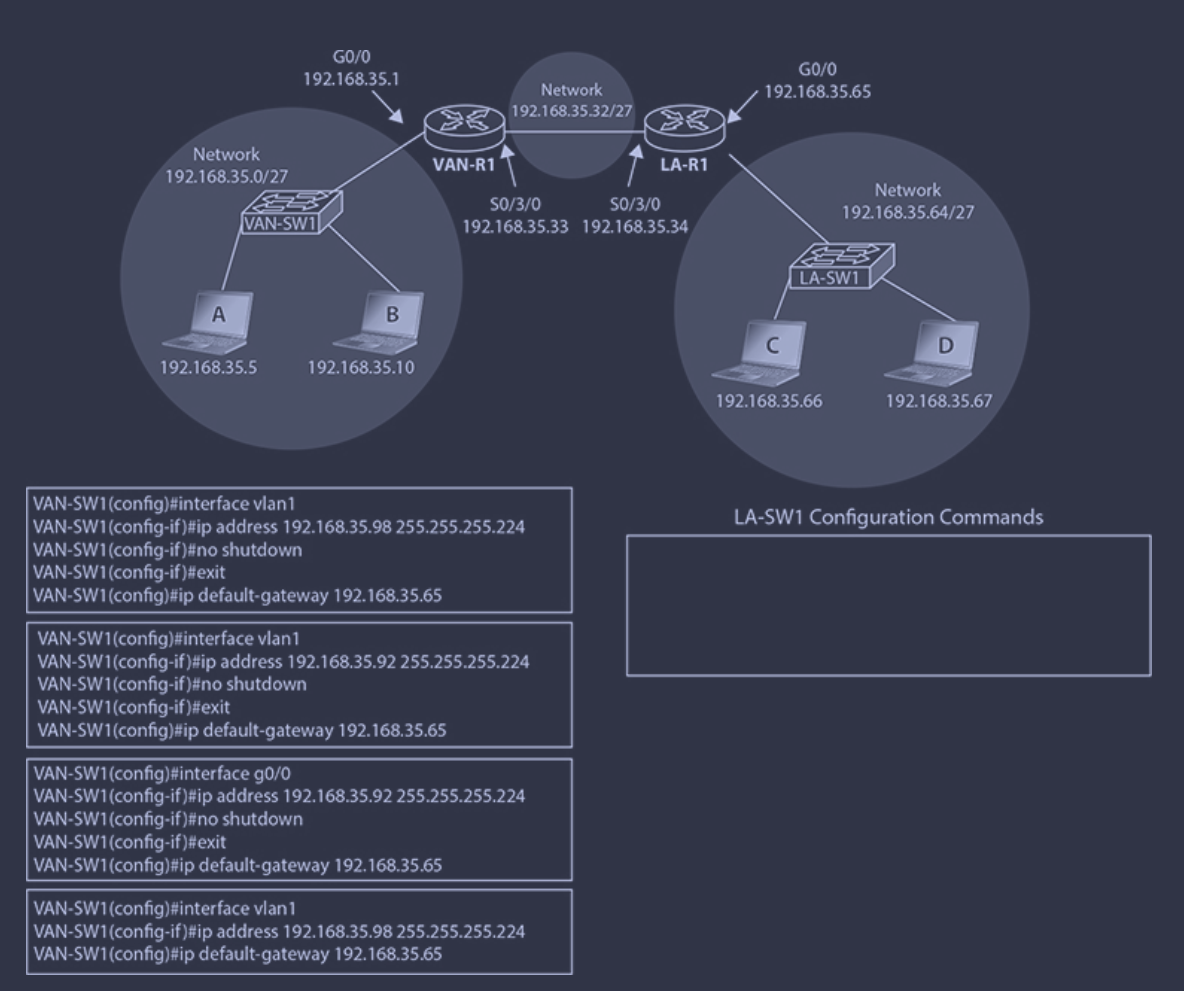 G0/0
192.168.35.1
Network
192.168.35.32/27
G0/0
192.168.35.65
VAN-R1
LA-R1
Network
192.168.35.0/27
S0/3/0
192.168.35.33
S0/3/0
192.168.35.34
Network
192.168.35.64/27
VAN-SW1
LA-SW1
A
B
192.168.35.5
192.168.35.10
C
D
192.168.35.66
192.168.35.67
VAN-SW1(config)#interface vlan1
VAN-SW1(config-if)#ip address 192.168.35.98 255.255.255.224
VAN-SW1(config-if)#no shutdown
VAN-SW1(config-if)#exit
VAN-SW1(config)#ip default-gateway 192.168.35.65
VAN-SW1(config)#interface vlan1
VAN-SW1(config-if)#ip address 192.168.35.92 255.255.255.224
VAN-SW1(config-if)#no shutdown
VAN-SW1(config-if)#exit
VAN-SW1(config)#ip default-gateway 192.168.35.65
VAN-SW1(config)#interface g0/0
VAN-SW1(config-if)#ip address 192.168.35.92 255.255.255.224
VAN-SW1(config-if)#no shutdown
VAN-SW1(config-if)#exit
VAN-SW1(config)#ip default-gateway 192.168.35.65
VAN-SW1(config)#interface vlan1
VAN-SW1(config-if)#ip address 192.168.35.98 255.255.255.224
VAN-SW1(config-if)#ip default-gateway 192.168.35.65
LA-SW1 Configuration Commands